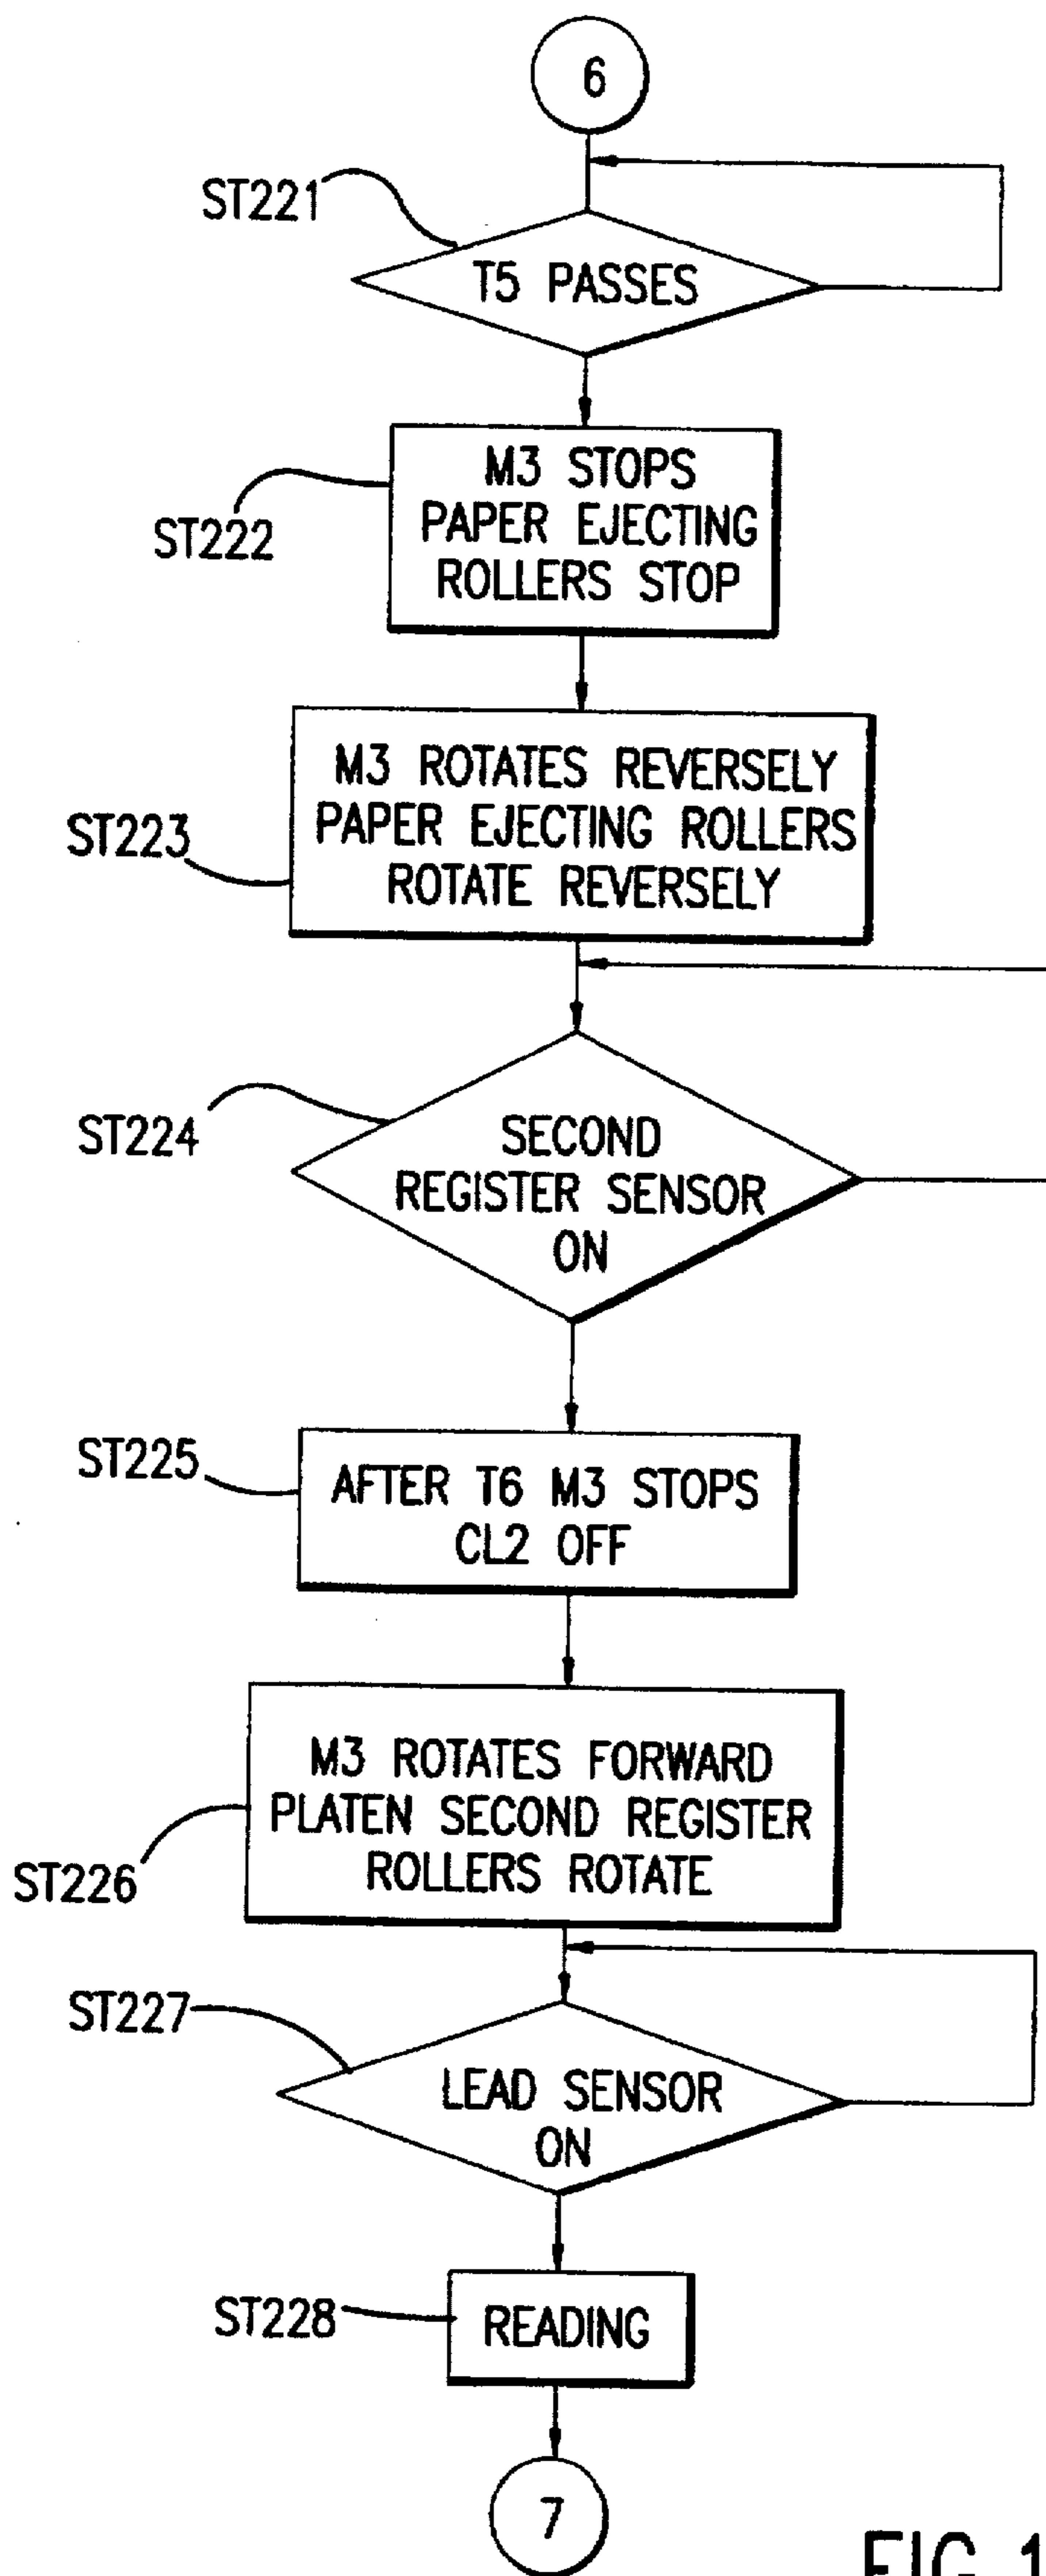 6
ST221
T5 PASSES
M3 STOPS
PAPER EJECTING
ROLLERS STOP
ST222
M3 ROTATES REVERSELY
PAPER EJECTING ROLLERS
ROTATE REVERSELY
ST223
ST224
SECOND
REGISTER SENSOR
ON
ST225
AFTER T6 M3 STOPS
CL2 OFF
M3 ROTATES FORWARD
PLATEN SECOND REGISTER
ROLLERS ROTATE
ST226
ST227
LEAD SENSOR
ON
ST228
READING
7